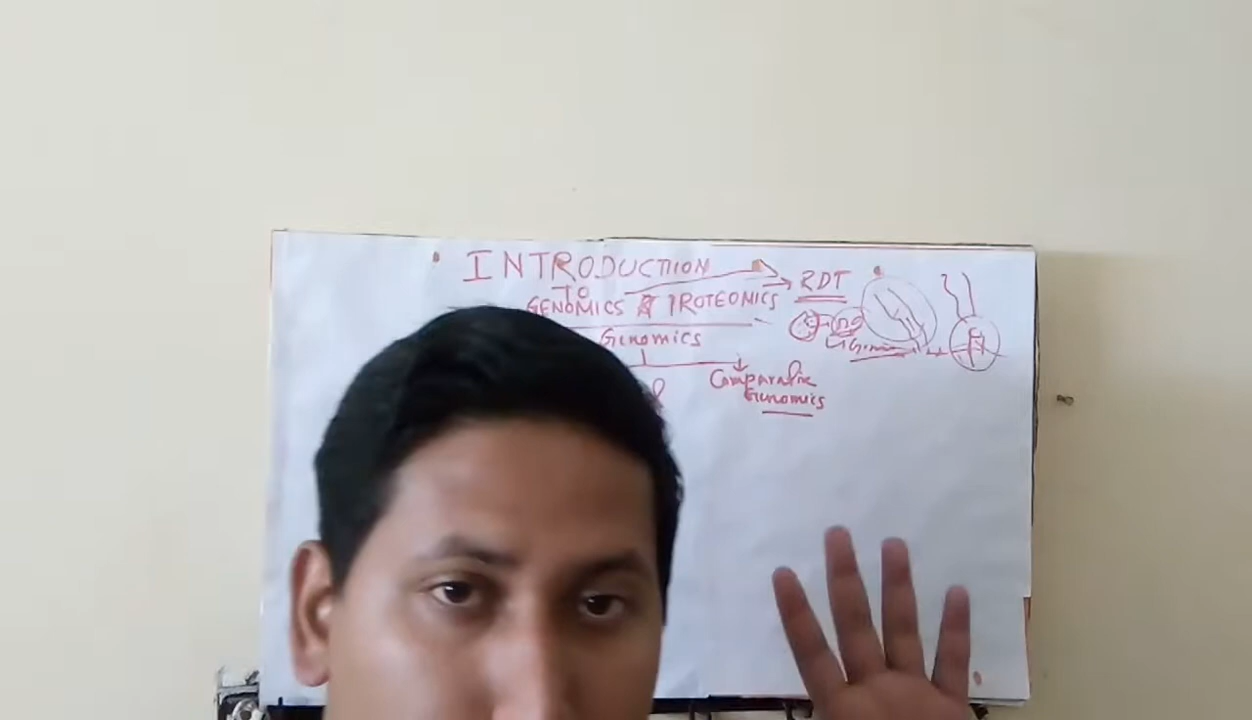 INTRODUCTION
TO
GENOMICS & PROTEOMICS
RDT
Genomics
Comparative
Genomics